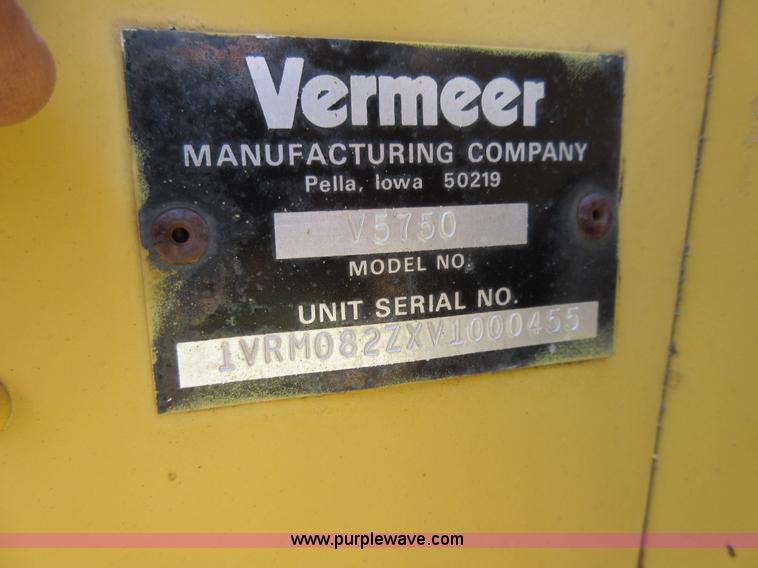 Vermeer
MANUFACTURING COMPANY
Pella, Iowa 50219
V5750
MODEL NO.
UNIT SERIAL NO.
1VRM082ZXV1000455
www.purplewave.com